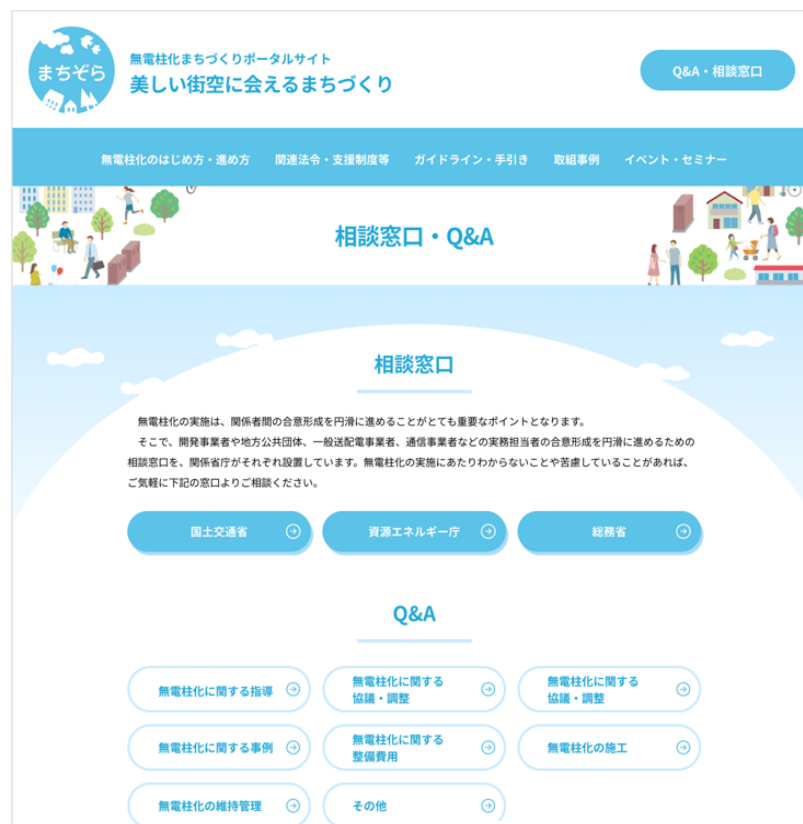 まちぞら
無電柱化まちづくりポータルサイト
美しい街空に会えるまちづくり
Q&A・相談窓口
無電柱化のはじめ方・進め方 関連法令・支援制度等 ガイドライン・手引き 取組事例 イベント・セミナー
相談窓口・Q&A
相談窓口
無電柱化の実施は、関係者間の合意形成を円滑に進めることがとても重要なポイントとなります。
そこで、開発事業者や地方公共団体、一般送配電事業者、通信事業者などの実務担当者の合意形成を円滑に進めるための
相談窓口を、関係省庁がそれぞれ設置しています。無電柱化の実施にあたりわからないことや苦慮していることがあれば、
ご気軽に下記の窓口よりご相談ください。
国土交通省 資源エネルギー庁 総務省
Q&A
無電柱化に関する指導
無電柱化に関する
協議・調整
無電柱化に関する
協議・調整
無電柱化に関する事例
無電柱化に関する
整備費用
無電柱化の施工
無電柱化の維持管理
その他